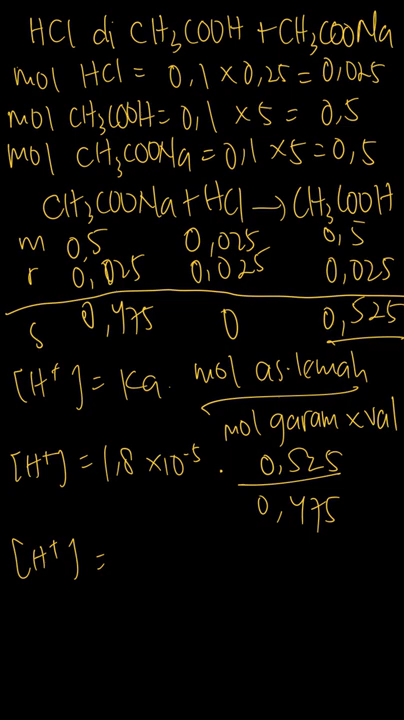 HCl di CH₃COOH + CH₃COONa
mol HCl = 0,1 × 0,25 = 0,025
mol CH₃COOH = 0,1 × 5 = 0,5
mol CH₃COONa = 0,1 × 5 = 0,5
CH₃COONa + HCl → CH₃COOH
m 0,5 0,025 0,5
r 0,025 0,025 0,025
s 0,475 0 0,525
[H⁺] = Ka. mol as.lemah
mol garam x val
[H⁺] = 1,8 × 10⁻⁵ . 0,525
0,475
[H⁺] =